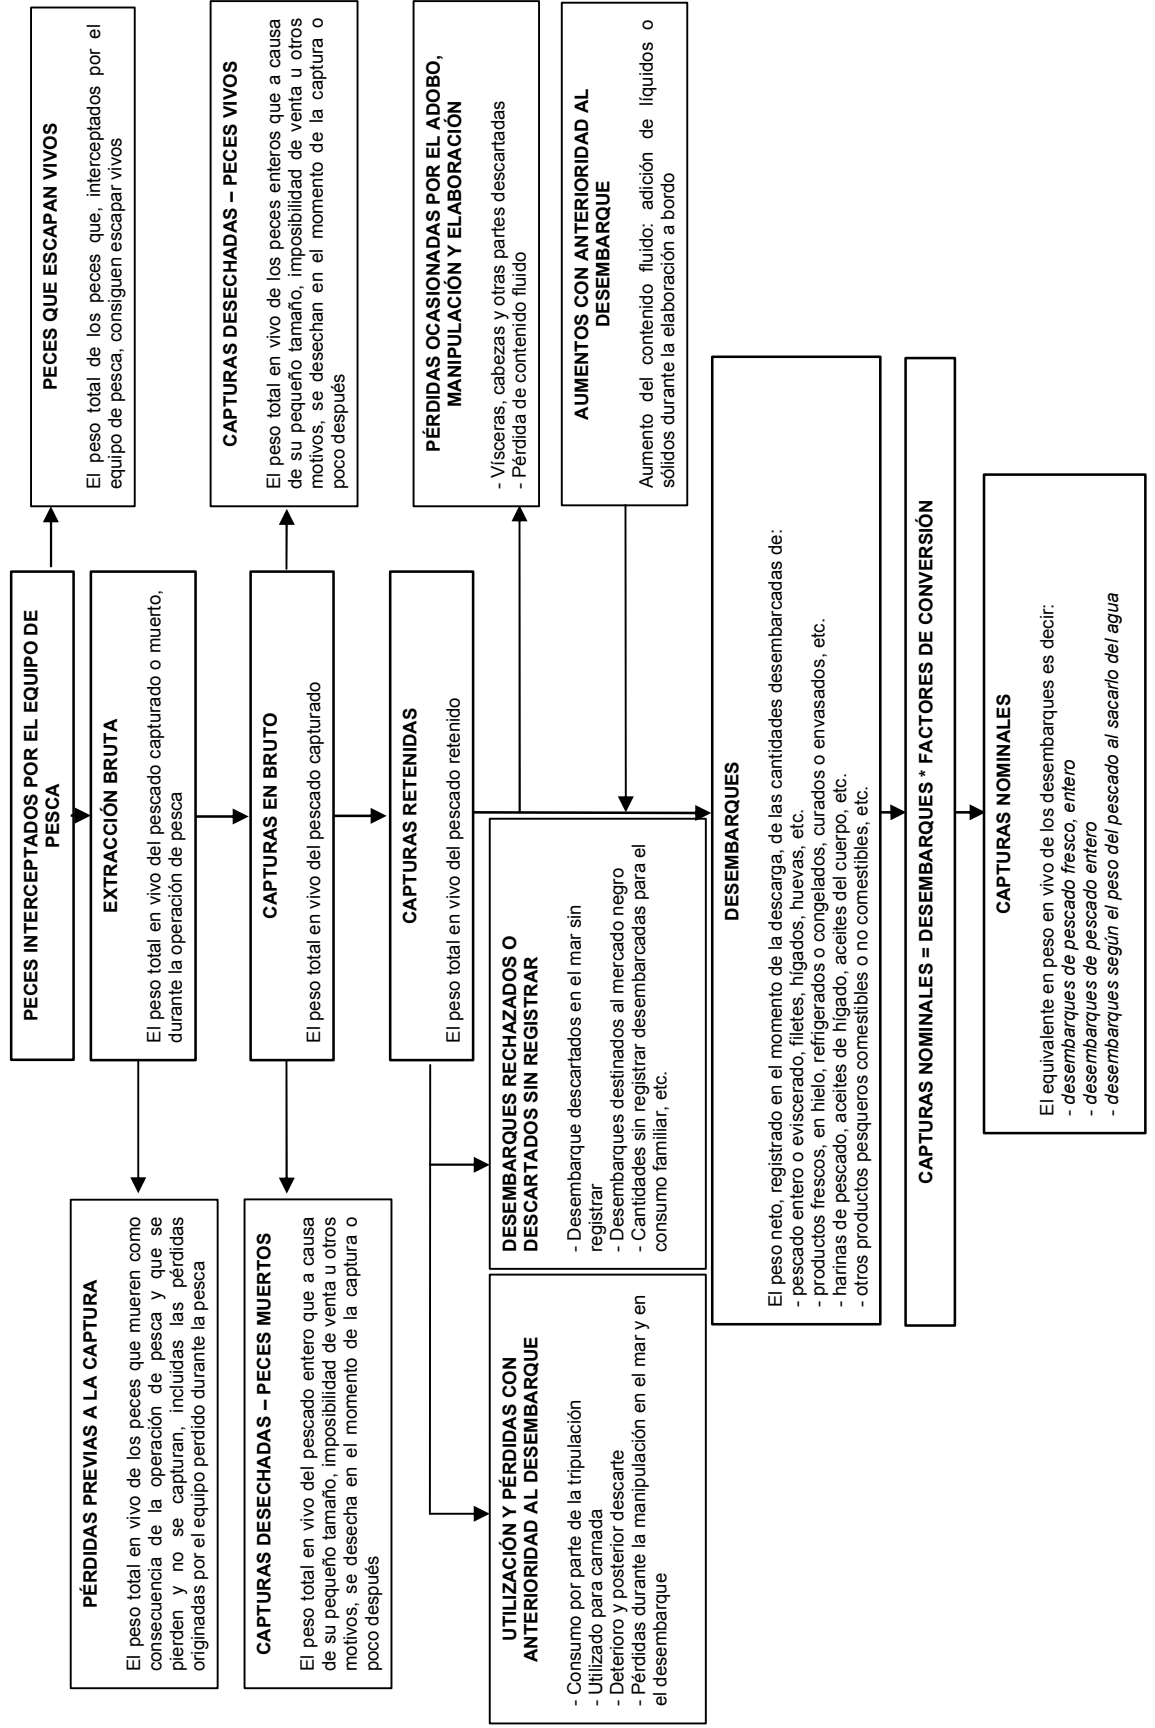 PECES INTERCEPTADOS POR EL EQUIPO DE
PESCA
PECES QUE ESCAPAN VIVOS
El peso total de los peces que, interceptados por el
equipo de pesca, consiguen escapar vivos
EXTRACCIÓN BRUTA
El peso total en vivo del pescado capturado o muerto,
durante la operación de pesca
PÉRDIDAS PREVIAS A LA CAPTURA
El peso total en vivo de los peces que mueren como
consecuencia de la operación de pesca y que se
pierden y no se capturan, incluidas las pérdidas
originadas por el equipo perdido durante la pesca
CAPTURAS EN BRUTO
El peso total en vivo del pescado capturado
CAPTURAS DESECHADAS – PECES VIVOS
El peso total en vivo de los peces enteros que a causa
de su pequeño tamaño, imposibilidad de venta u otros
motivos, se desechan en el momento de la captura o
poco después
CAPTURAS DESECHADAS – PECES MUERTOS
El peso total en vivo del pescado entero que a causa
de su pequeño tamaño, imposibilidad de venta u otros
motivos, se desecha en el momento de la captura o
poco después
CAPTURAS RETENIDAS
El peso total en vivo del pescado retenido
PÉRDIDAS OCASIONADAS POR EL ADOBO,
MANIPULACIÓN Y ELABORACIÓN
- Vísceras, cabezas y otras partes descartadas
- Pérdida de contenido fluido
UTILIZACIÓN Y PÉRDIDAS CON
ANTERIORIDAD AL DESEMBARQUE
- Consumo por parte de la tripulación
- Utilizado para carnada
- Deterioro y posterior descarte
- Pérdidas durante la manipulación en el mar y en
el desembarque
DESEMBARQUES RECHAZADOS O
DESCARTADOS SIN REGISTRAR
- Desembarque descartados en el mar sin
registrar
- Desembarques destinados al mercado negro
- Cantidades sin registrar desembarcadas para el
consumo familiar, etc.
AUMENTOS CON ANTERIORIDAD AL
DESEMBARQUE
Aumento del contenido fluido: adición de líquidos o
sólidos durante la elaboración a bordo
DESEMBARQUES
El peso neto, registrado en el momento de la descarga, de las cantidades desembarcadas de:
- pescado entero o eviscerado, filetes, hígados, huevas, etc.
- productos frescos, en hielo, refrigerados o congelados, curados o envasados, etc.
- harinas de pescado, aceites de hígado, aceites del cuerpo, etc.
- otros productos pesqueros comestibles o no comestibles, etc.
CAPTURAS NOMINALES = DESEMBARQUES * FACTORES DE CONVERSIÓN
CAPTURAS NOMINALES
El equivalente en peso en vivo de los desembarques es decir:
- desembarques de pescado fresco, entero
- desembarques de pescado entero
- desembarques según el peso del pescado al sacarlo del agua